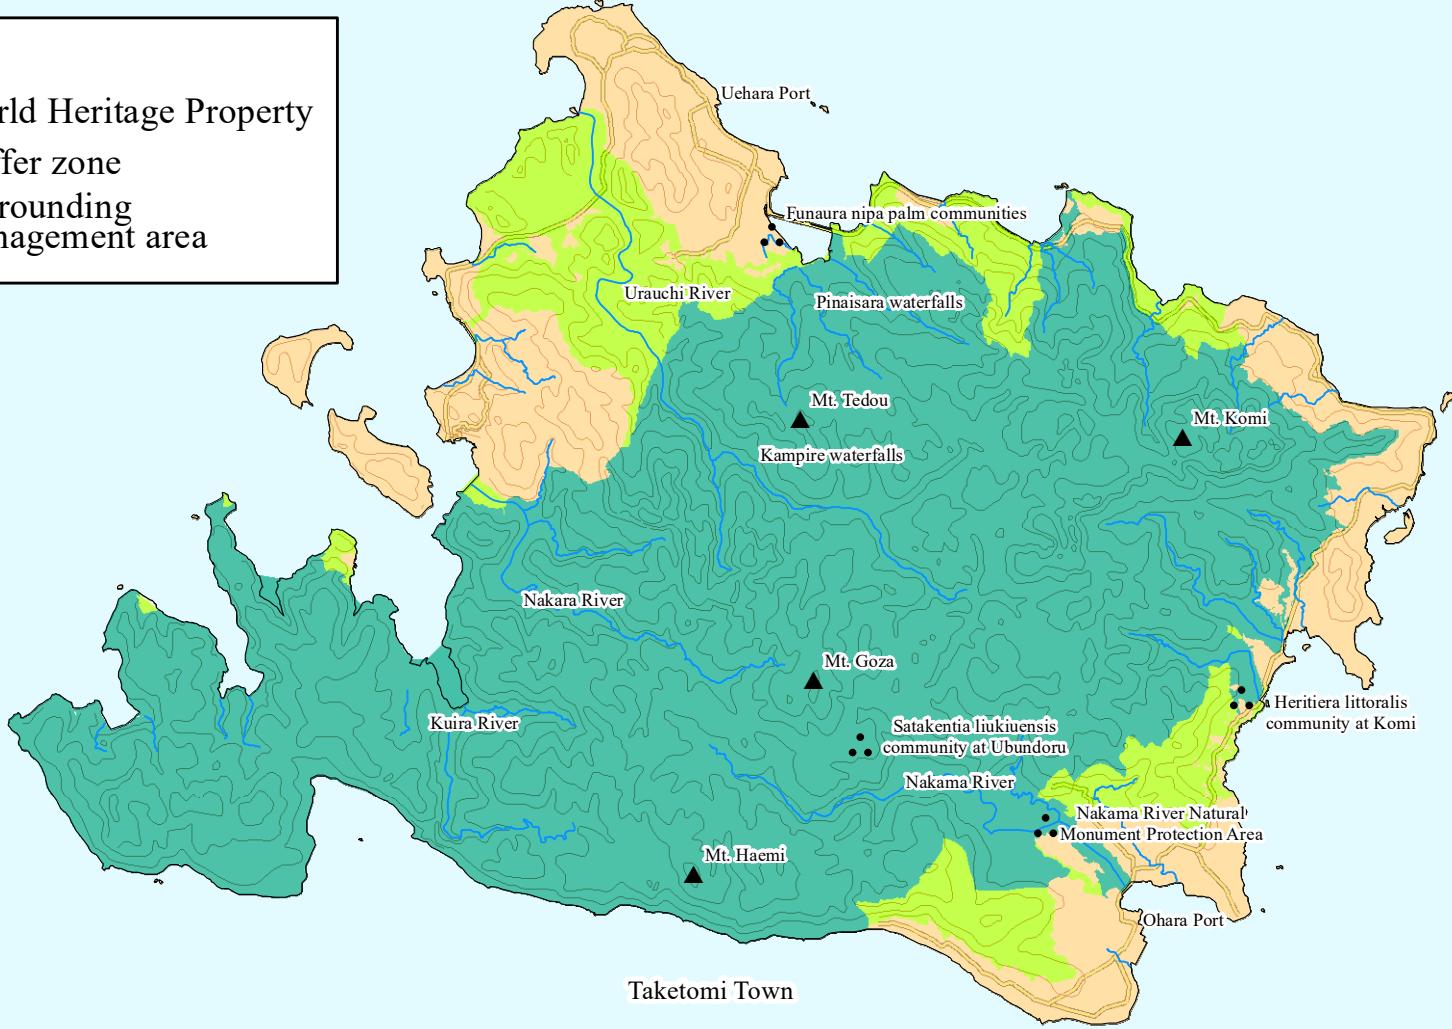 rld Heritage Property
ffer zone
rounding
nagement area
Uehara Port
Funaura nipa palm communities
Urauchi River
Pinaisara waterfalls
Mt. Tedou
Mt. Komi
Kampire waterfalls
Nakara River
Mt. Goza
Kuira River
Heritiera littoralis
community at Komi
Satakentia liukiuensis
community at Ubundoru
Nakama River
Nakama River Natural
Monument Protection Area
Mt. Haemi
Ohara Port
Taketomi Town